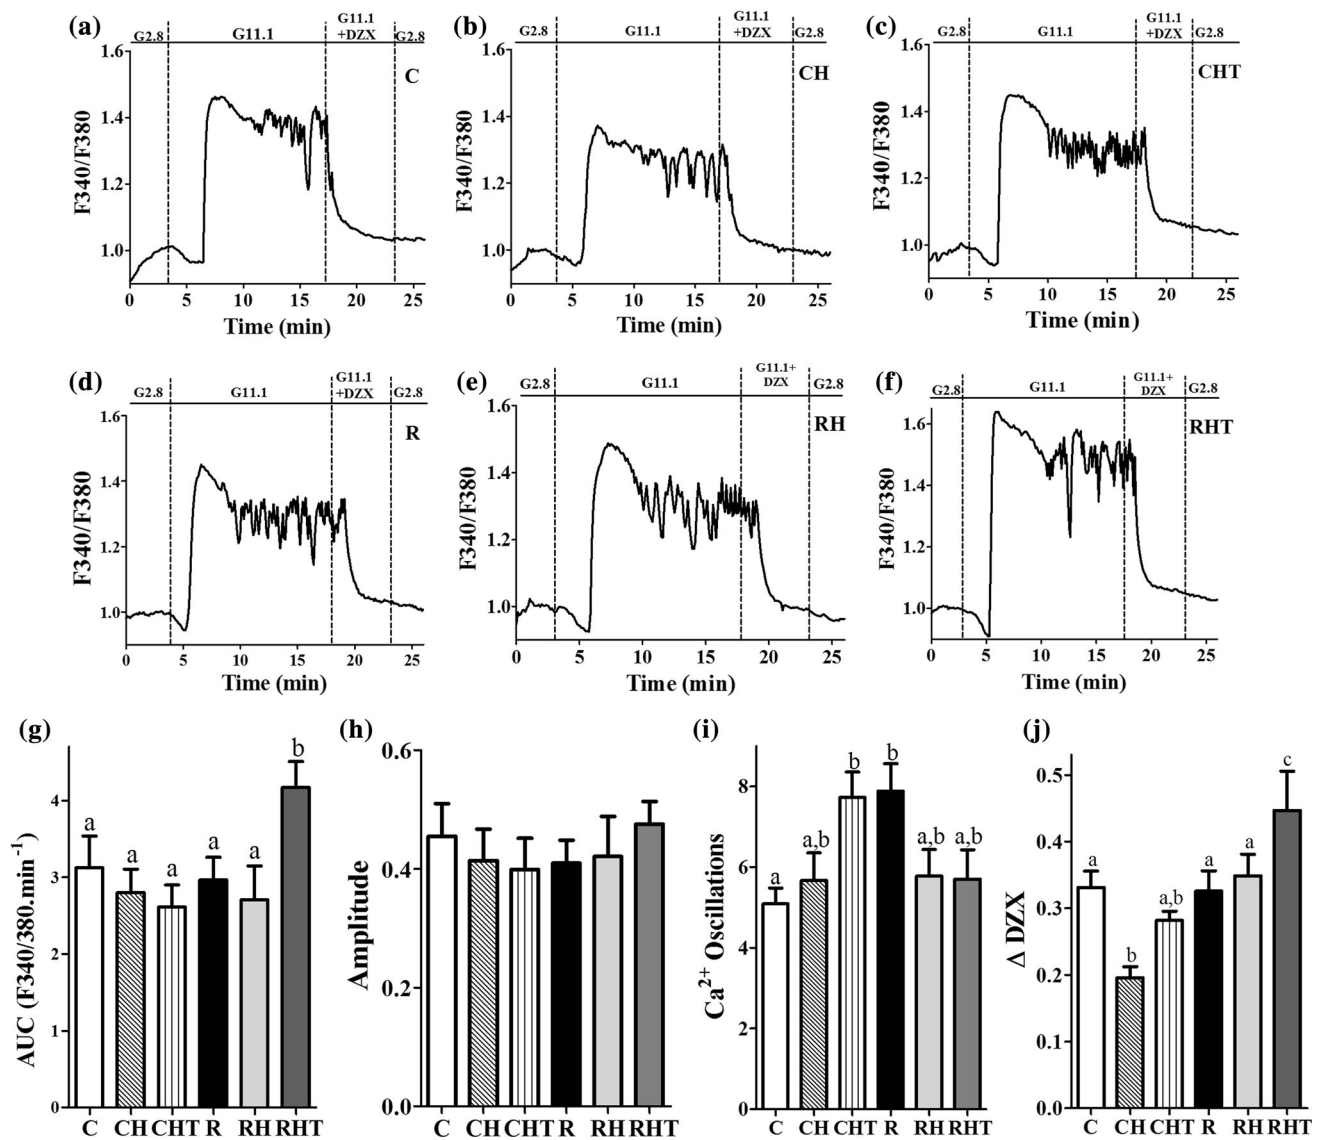 (a)
G2.8
G11.1
G11.1
+DZX
G2.8
C
F340/F380
1.6
1.4
1.2
1.0
0 5 10 15 20 25
Time (min)
(b)
G2.8
G11.1
G11.1
+DZX
G2.8
CH
F340/F380
1.6
1.4
1.2
1.0
0 5 10 15 20 25
Time (min)
(c)
G2.8
G11.1
G11.1
+DZX
G2.8
CHT
F340/F380
1.6
1.4
1.2
1.0
0 5 10 15 20 25
Time (min)
(d)
G2.8
G11.1
G11.1
+DZX
G2.8
R
F340/F380
1.6
1.4
1.2
1.0
0 5 10 15 20 25
Time (min)
(e)
G2.8
G11.1
G11.1+
DZX
G2.8
RH
F340/F380
1.6
1.4
1.2
1.0
0 5 10 15 20 25
Time (min)
(f)
G2.8
G11.1
G11.1+
DZX
G2.8
RHT
F340/F380
1.6
1.4
1.2
1.0
0 5 10 15 20 25
Time (min)
(g)
AUC (F340/380.min⁻¹)
4
3
2
1
0
a a a a a b
C CH CHT R RH RHT
(h)
Amplitude
0.6
0.4
0.2
0.0
C CH CHT R RH RHT
(i)
Ca²⁺ Oscillations
8
6
4
2
0
a a,b b b a,b a,b
C CH CHT R RH RHT
(j)
Δ DZX
0.5
0.4
0.3
0.2
0.1
0.0
a b a,b a a c
C CH CHT R RH RHT